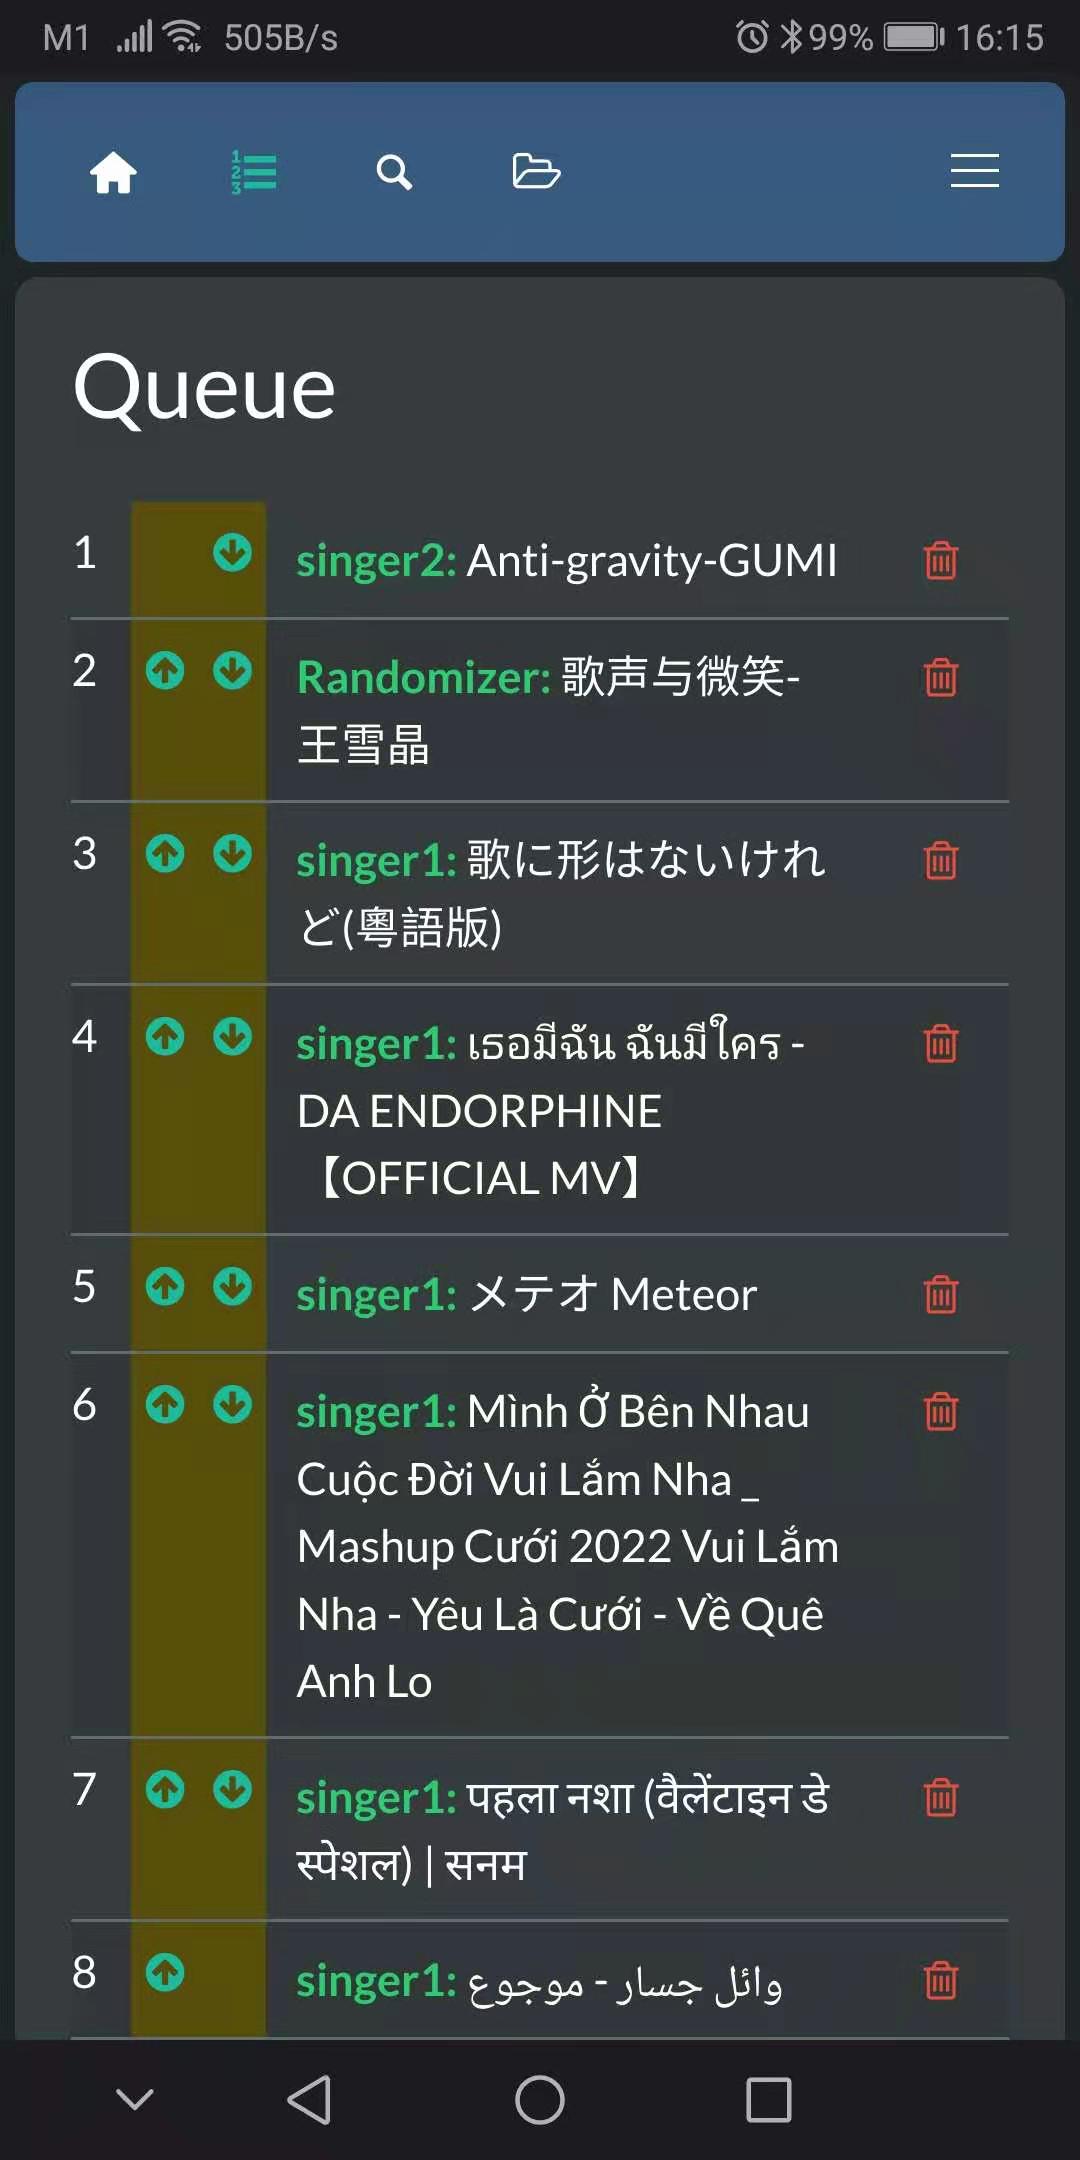 M1 505B/s 99% 16:15
1
2
3
Queue
1 singer2: Anti-gravity-GUMI
2 Randomizer: 歌声与微笑-
王雪晶
3 singer1: 歌に形はないけれ
ど(粵語版)
4 singer1: เธอมีฉัน ฉันมีใคร -
DA ENDORPHINE
【OFFICIAL MV】
5 singer1: メテオ Meteor
6 singer1: Mình Ở Bên Nhau
Cuộc Đời Vui Lắm Nha _
Mashup Cưới 2022 Vui Lắm
Nha - Yêu Là Cưới - Về Quê
Anh Lo
7 singer1: पहला नशा (वैलेंटाइन डे
स्पेशल) | सनम
8 singer1: وائل جسار - موجوع